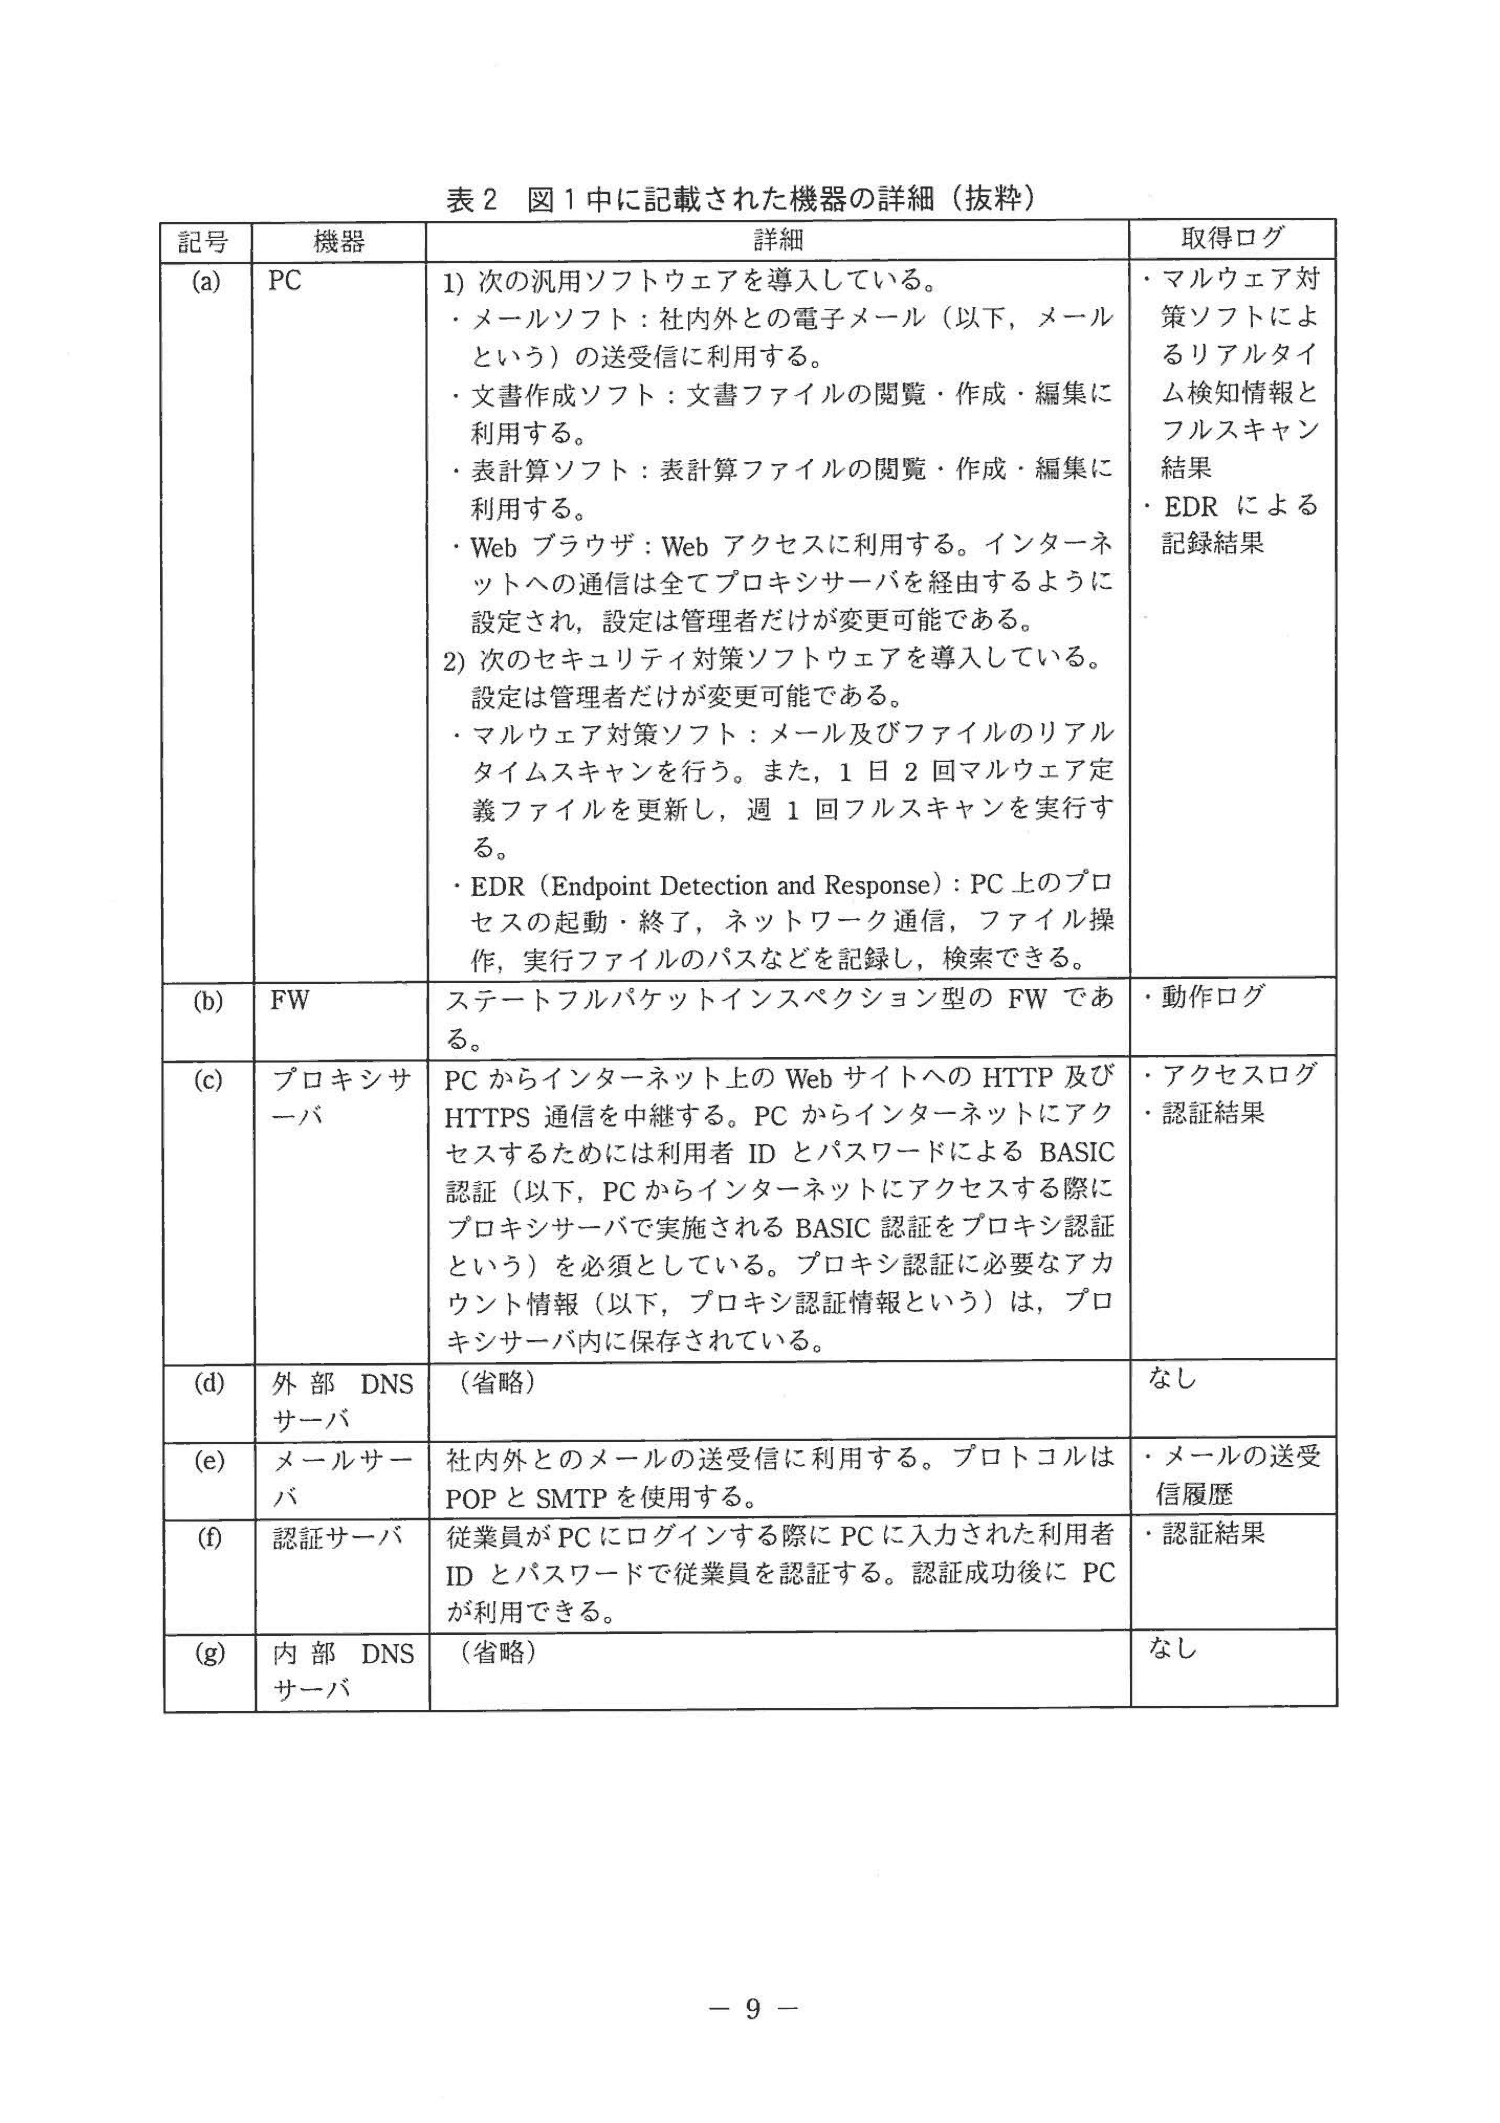 表2 図1中に記載された機器の詳細（抜粋）
記号 機器 詳細 取得ログ
(a) PC
1) 次の汎用ソフトウェアを導入している。
・メールソフト：社内外との電子メール（以下，メール
という）の送受信に利用する。
・文書作成ソフト：文書ファイルの閲覧・作成・編集に
利用する。
・表計算ソフト：表計算ファイルの閲覧・作成・編集に
利用する。
・Web ブラウザ：Web アクセスに利用する。インターネ
ットへの通信は全てプロキシサーバを経由するように
設定され，設定は管理者だけが変更可能である。
2) 次のセキュリティ対策ソフトウェアを導入している。
設定は管理者だけが変更可能である。
・マルウェア対策ソフト：メール及びファイルのリアル
タイムスキャンを行う。また，1 日 2 回マルウェア定
義ファイルを更新し，週 1 回フルスキャンを実行す
る。
・EDR（Endpoint Detection and Response）：PC 上のプロ
セスの起動・終了，ネットワーク通信，ファイル操
作，実行ファイルのパスなどを記録し，検索できる。
・マルウェア対
策ソフトによ
るリアルタイ
ム検知情報と
フルスキャン
結果
・EDR による
記録結果
(b) FW
ステートフルパケットインスペクション型の FW であ
る。
・動作ログ
(c) プロキシサ
ーバ
PC からインターネット上の Web サイトへの HTTP 及び
HTTPS 通信を中継する。PC からインターネットにアク
セスするためには利用者 ID とパスワードによる BASIC
認証（以下，PC からインターネットにアクセスする際に
プロキシサーバで実施される BASIC 認証をプロキシ認証
という）を必須としている。プロキシ認証に必要なアカ
ウント情報（以下，プロキシ認証情報という）は，プロ
キシサーバ内に保存されている。
・アクセスログ
・認証結果
(d) 外部 DNS
サーバ
（省略）
なし
(e) メールサー
バ
社内外とのメールの送受信に利用する。プロトコルは
POP と SMTP を使用する。
・メールの送受
信履歴
(f) 認証サーバ
従業員が PC にログインする際に PC に入力された利用者
ID とパスワードで従業員を認証する。認証成功後に PC
が利用できる。
・認証結果
(g) 内部 DNS
サーバ
（省略）
なし
－ 9 －